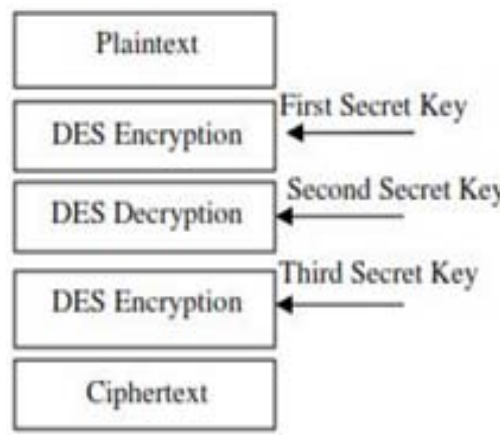 Plaintext
First Secret Key
DES Encryption
Second Secret Key
DES Decryption
Third Secret Key
DES Encryption
Ciphertext